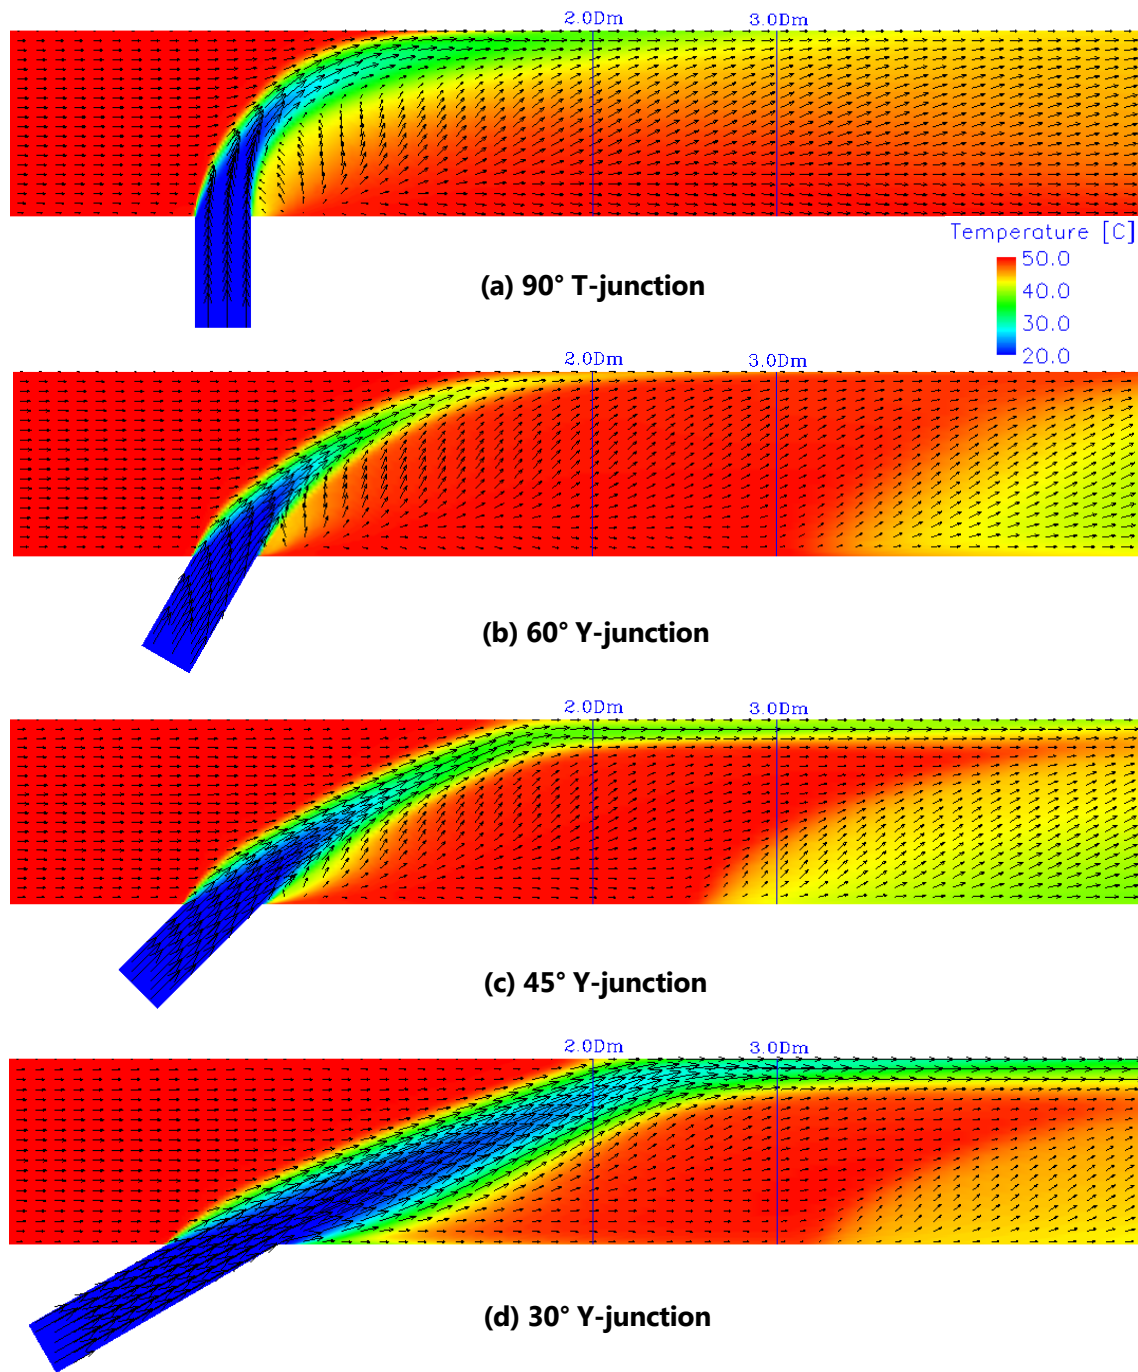 2.0Dm 3.0Dm
Temperature [C]
50.0
40.0
30.0
20.0
(a) 90° T-junction
2.0Dm 3.0Dm
(b) 60° Y-junction
2.0Dm 3.0Dm
(c) 45° Y-junction
2.0Dm 3.0Dm
(d) 30° Y-junction